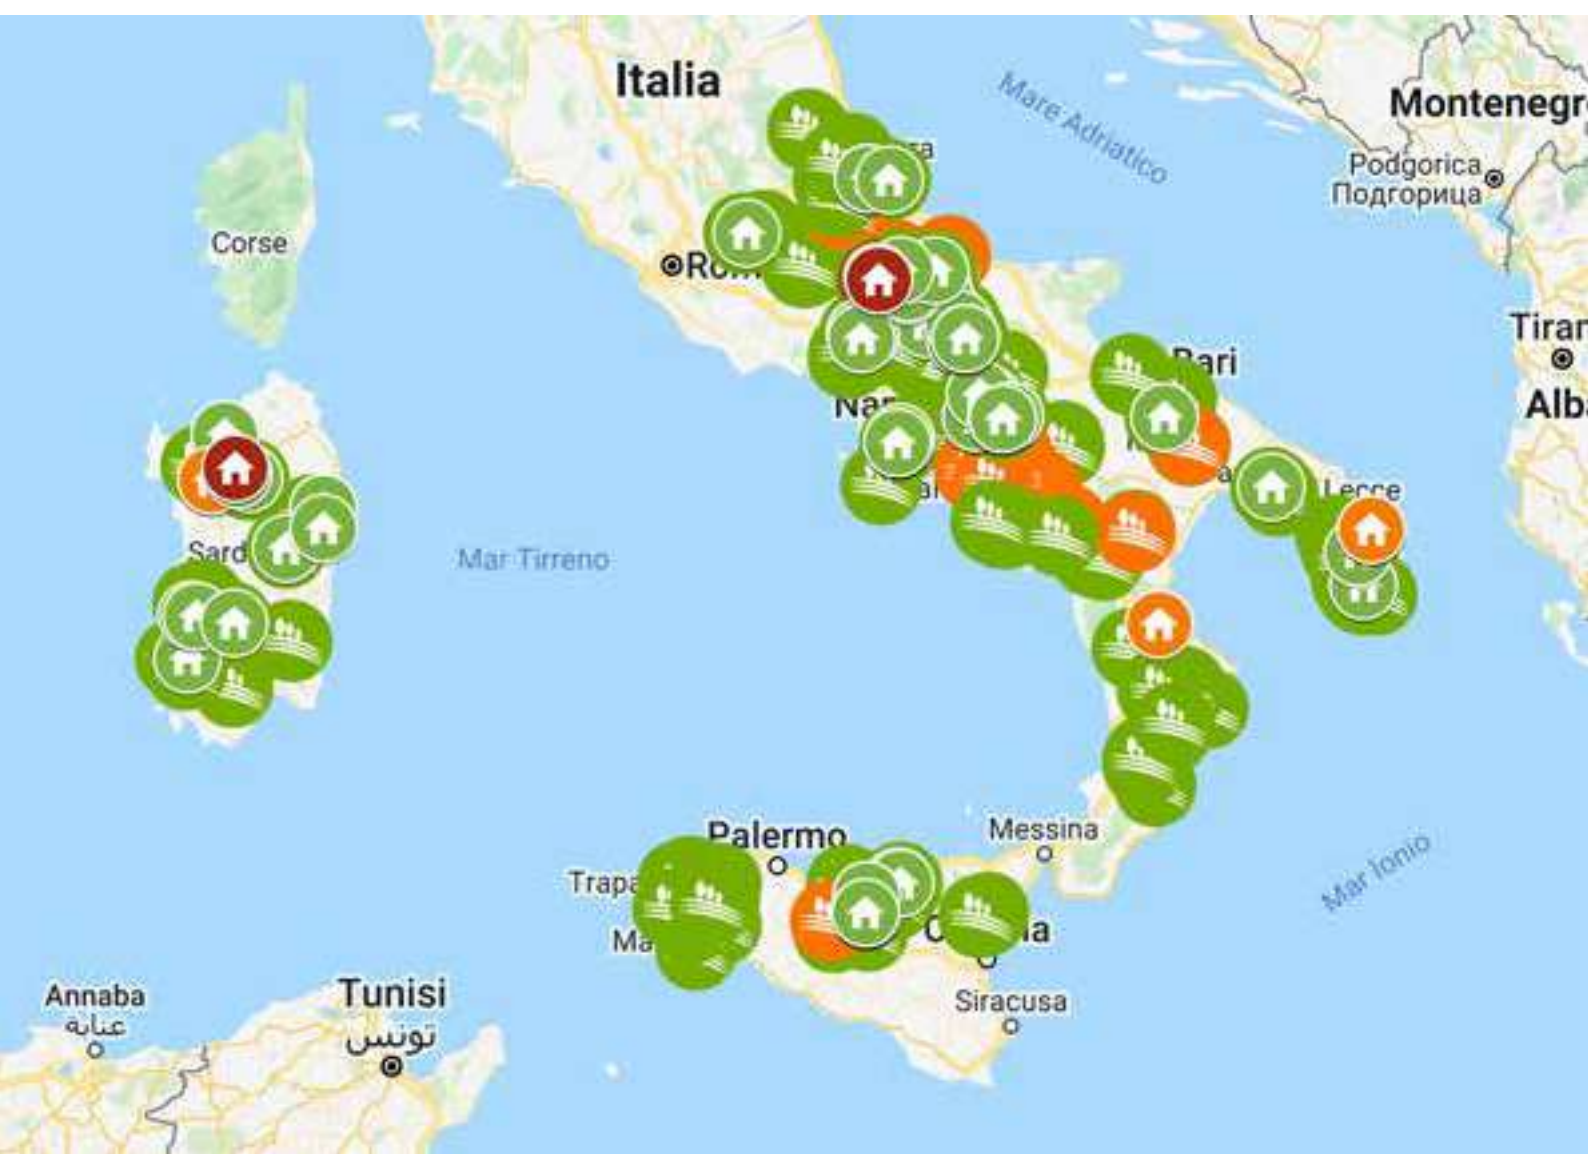 Italia
Mare Adriatico
Montenegr
Podgorica
Подгорица
Corse
Tiran
Bari
Alb
Lecce
Sard
Mar Tirreno
Palermo
Messina
Mar Ionio
Trapa
Ma
Siracusa
Annaba
عنابة
Tunisi
تونس